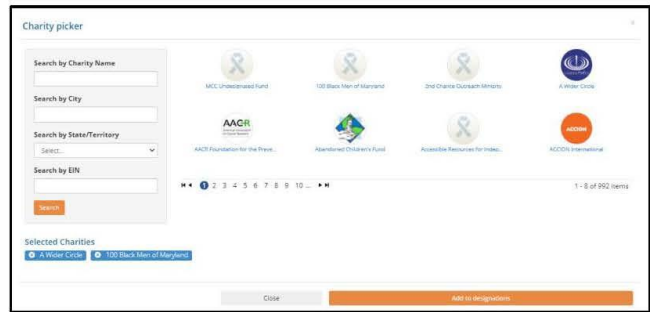 Charity picker
x
Search by Charity Name
Search by City
Search by State/Territory
Select...
Search by EIN
Search
MCC Undesignated Fund
100 Black Men of Maryland
2nd Chance Outreach Ministry
A Wider Circle
AACR
AACR Foundation for the Preve...
Abandoned Children's Fund
Accessible Resources for Indep...
ACCION
ACCION International
1 2 3 4 5 6 7 8 9 10 ...
1 - 8 of 992 items
Selected Charities
A Wider Circle
100 Black Men of Maryland
Close
Add to designations